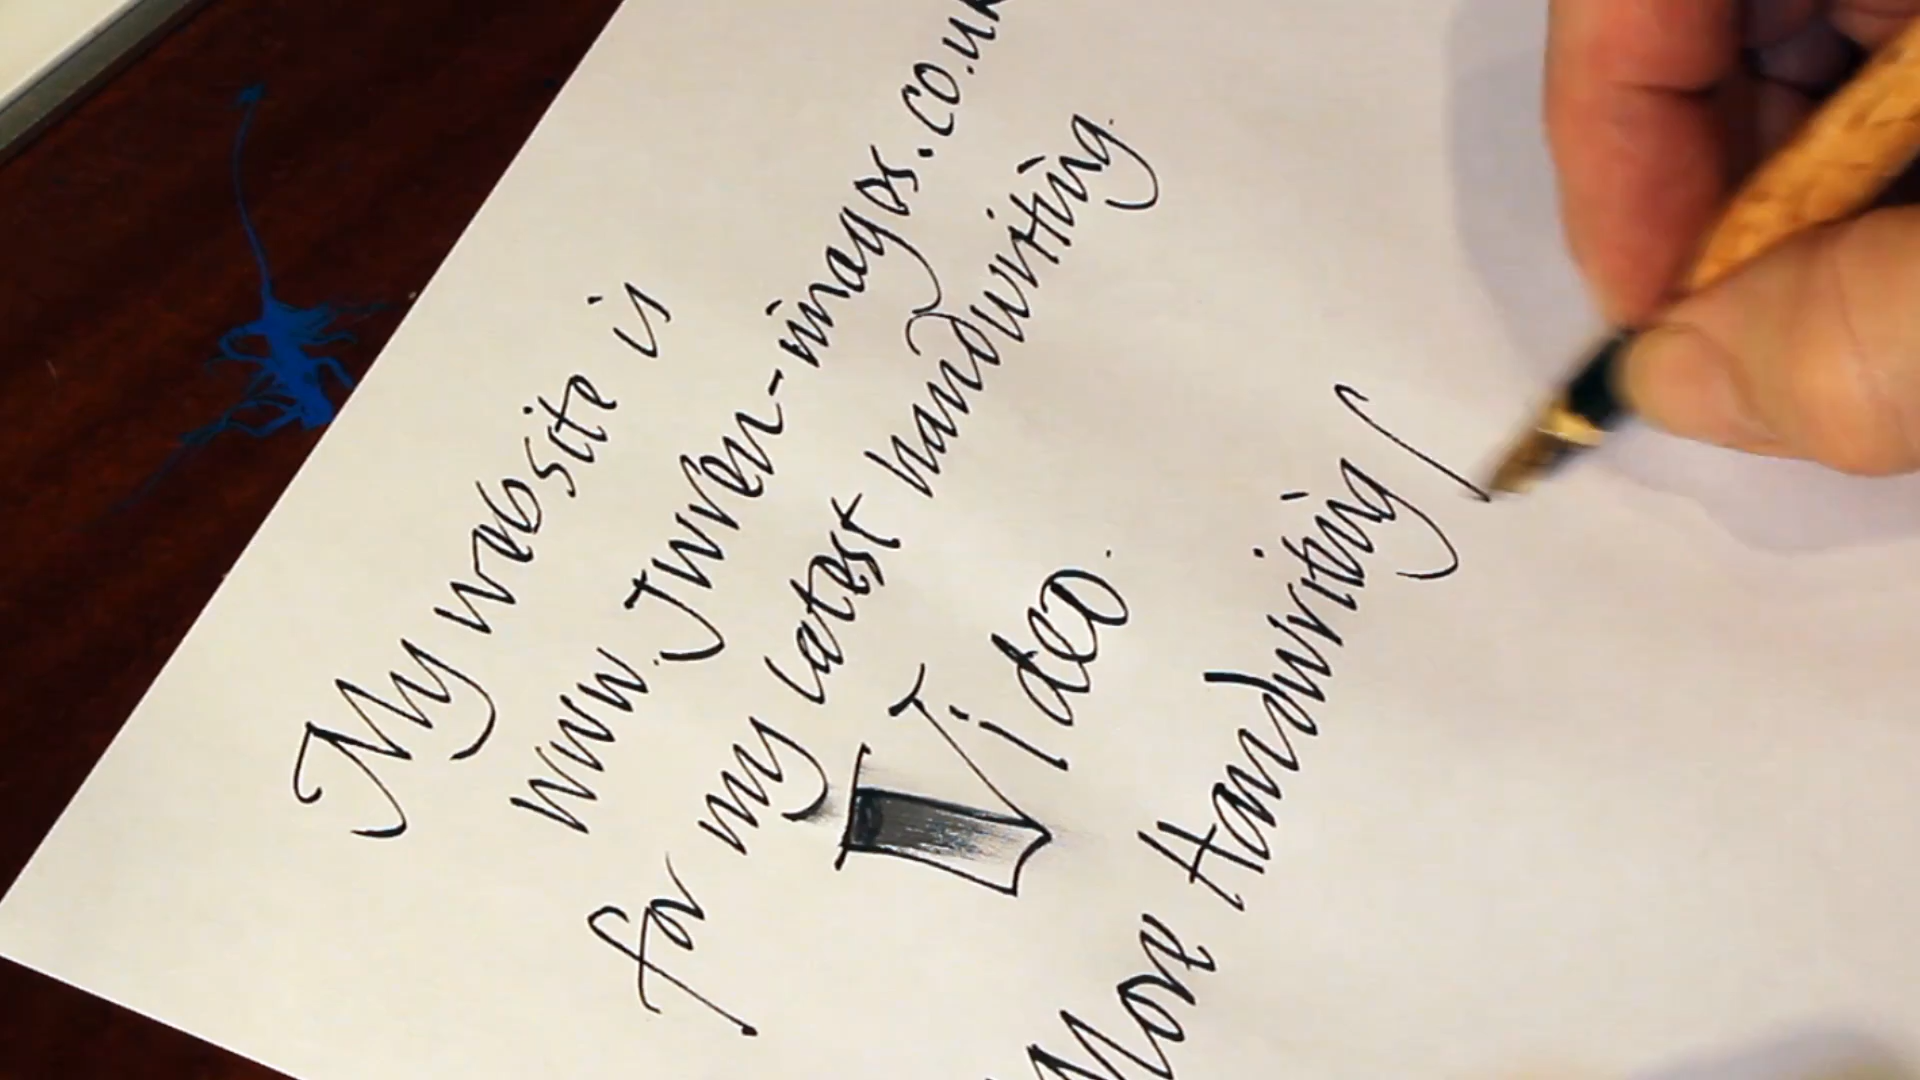 My website is
www.Jwren-images.co.uk
for my latest handwriting.
Video.
More Handwriting